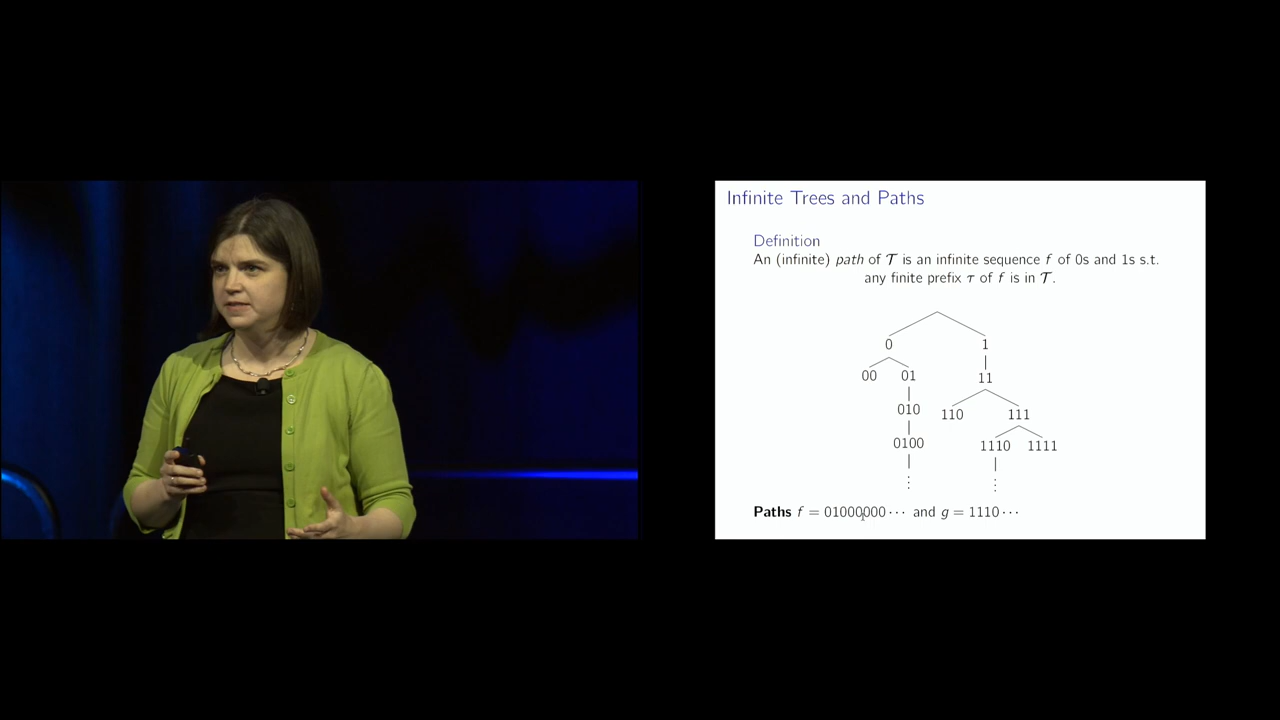 Infinite Trees and Paths
Definition
An (infinite) path of 𝒯 is an infinite sequence f of 0s and 1s s.t.
any finite prefix τ of f is in 𝒯.
0 1
00 01 11
010 110 111
0100 1110 1111
⋮ ⋮
Paths f = 01000000⋯ and g = 1110⋯